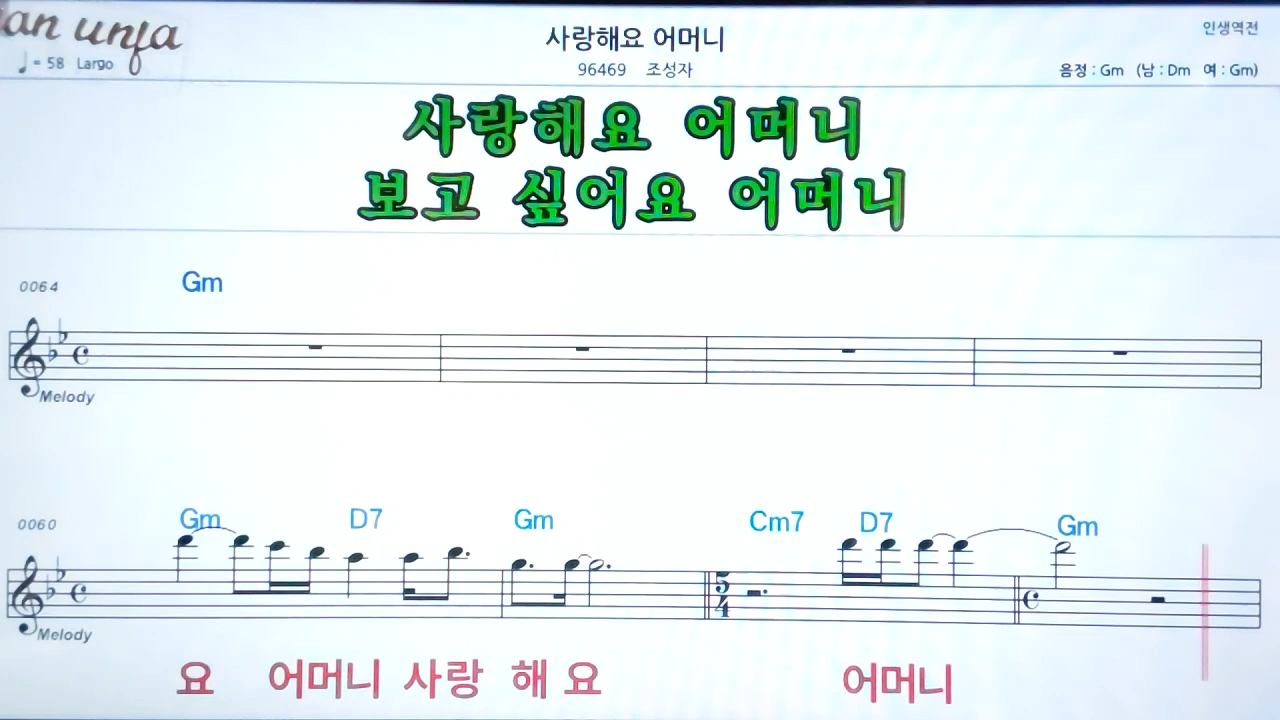 사랑해요 어머니
인생역전
♩= 58 Largo
96469 조성자
음정 : Gm (남 : Dm 여 : Gm)
사랑해요 어머니
보고 싶어요 어머니
0064 Gm
Melody
0060 Gm D7 Gm Cm7 D7 Gm
5
4
Melody
요 어머니 사랑 해 요 어머니